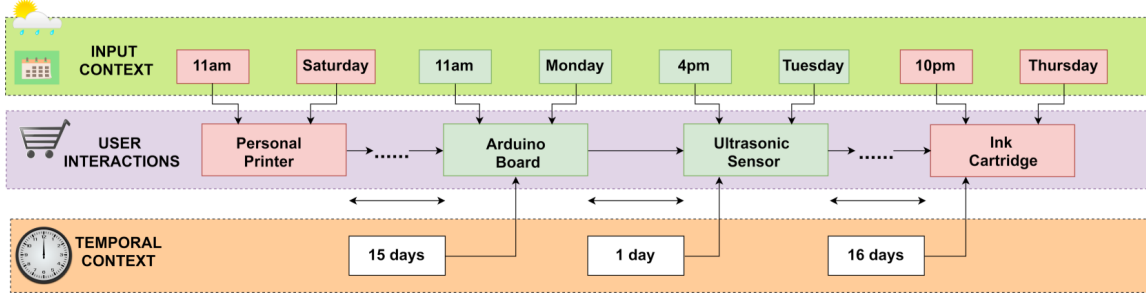 INPUT
CONTEXT
11am
Saturday
11am
Monday
4pm
Tuesday
10pm
Thursday
USER
INTERACTIONS
Personal
Printer
......
Arduino
Board
Ultrasonic
Sensor
......
Ink
Cartridge
TEMPORAL
CONTEXT
15 days
1 day
16 days